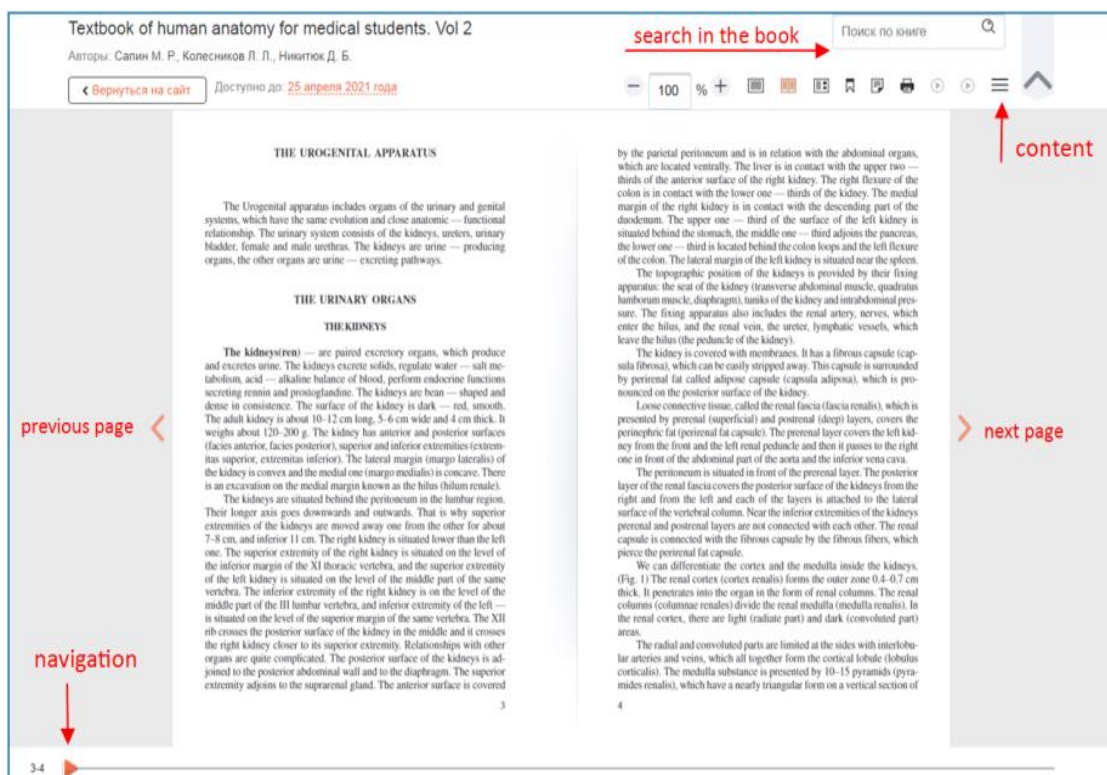 Textbook of human anatomy for medical students. Vol 2
search in the book
Поиск по книге
Авторы: Сапин М. Р., Колесников Л. Л., Никитюк Д. Б.
Вернуться на сайт
Доступно до: 25 апреля 2021 года
100 %
content
THE UROGENITAL APPARATUS
The Urogenital apparatus includes organs of the urinary and genital
systems, which have the same evolution and close anatomic — functional
relationship. The urinary system consists of the kidneys, ureters, urinary
bladder, female and male urethras. The kidneys are urine — producing
organs, the other organs are urine — excreting pathways.
THE URINARY ORGANS
THE KIDNEYS
The kidneys(ren) — are paired excretory organs, which produce
and excretes urine. The kidneys excrete solids, regulate water — salt me-
tabolism, acid — alkaline balance of blood, perform endocrine functions
secreting rennin and prostoglandine. The kidneys are bean — shaped and
dense in consistence. The surface of the kidney is dark — red, smooth.
The adult kidney is about 10–12 cm long, 5–6 cm wide and 4 cm thick. It
weighs about 120–200 g. The kidney has anterior and posterior surfaces
(facies anterior, facies posterior), superior and inferior extremities (extrem-
itas superior, extremitas inferior). The lateral margin (margo lateralis) of
the kidney is convex and the medial one (margo medialis) is concave. There
is an excavation on the medial margin known as the hilus (hilum renale).
The kidneys are situated behind the peritoneum in the lumbar region.
Their longer axis goes downwards and outwards. That is why superior
extremities of the kidneys are moved away one from the other for about
7–8 cm, and inferior 11 cm. The right kidney is situated lower than the left
one. The superior extremity of the right kidney is situated on the level of
the inferior margin of the XI thoracic vertebra, and the superior extremity
of the left kidney is situated on the level of the middle part of the same
vertebra. The inferior extremity of the right kidney is on the level of the
middle part of the III lumbar vertebra, and inferior extremity of the left —
is situated on the level of the superior margin of the same vertebra. The XII
rib crosses the posterior surface of the kidney in the middle and it crosses
the right kidney closer to its superior extremity. Relationships with other
organs are quite complicated. The posterior surface of the kidneys is ad-
joined to the posterior abdominal wall and to the diaphragm. The superior
extremity adjoins to the suprarenal gland. The anterior surface is covered
3
by the parietal peritoneum and is in relation with the abdominal organs,
which are located ventrally. The liver is in contact with the upper two —
thirds of the anterior surface of the right kidney. The right flexure of the
colon is in contact with the lower one — thirds of the kidney. The medial
margin of the right kidney is in contact with the descending part of the
duodenum. The upper one — third of the surface of the left kidney is
situated behind the stomach, the middle one — third adjoins the pancreas,
the lower one — third is located behind the colon loops and the left flexure
of the colon. The lateral margin of the left kidney is situated near the spleen.
The topographic position of the kidneys is provided by their fixing
apparatus: the seat of the kidney (transverse abdominal muscle, quadratus
lumborum muscle, diaphragm), tuniks of the kidney and intrabdominal pres-
sure. The fixing apparatus also includes the renal artery, nerves, which
enter the hilus, and the renal vein, the ureter, lymphatic vessels, which
leave the hilus (the peduncle of the kidney).
The kidney is covered with membranes. It has a fibrous capsule (cap-
sula fibrosa), which can be easily stripped away. This capsule is surrounded
by perirenal fat called adipose capsule (capsula adiposa), which is pro-
nounced on the posterior surface of the kidney.
Loose connective tissue, called the renal fascia (fascia renalis), which is
presented by prerenal (superficial) and postrenal (deep) layers, covers the
perinephric fat (perirenal fat capsule). The prerenal layer covers the left kid-
ney from the front and the left renal peduncle and then it passes to the right
one in front of the abdominal part of the aorta and the inferior vena cava.
The peritoneum is situated in front of the prerenal layer. The posterior
layer of the renal fascia covers the posterior surface of the kidneys from the
right and from the left and each of the layers is attached to the lateral
surface of the vertebral column. Near the inferior extremities of the kidneys
prerenal and postrenal layers are not connected with each other. The renal
capsule is connected with the fibrous capsule by the fibrous fibers, which
pierce the perirenal fat capsule.
We can differentiate the cortex and the medulla inside the kidneys.
(Fig. 1) The renal cortex (cortex renalis) forms the outer zone 0.4–0.7 cm
thick. It penetrates into the organ in the form of renal columns. The renal
columns (columnae renales) divide the renal medulla (medulla renalis). In
the renal cortex, there are light (radiate part) and dark (convoluted part)
areas.
The radial and convoluted parts are limited at the sides with interlobu-
lar arteries and veins, which all together form the cortical lobule (lobulus
corticalis). The medulla substance is presented by 10–15 pyramids (pyra-
mides renalis), which have a nearly triangular form on a vertical section of
4
previous page
next page
navigation
3-4